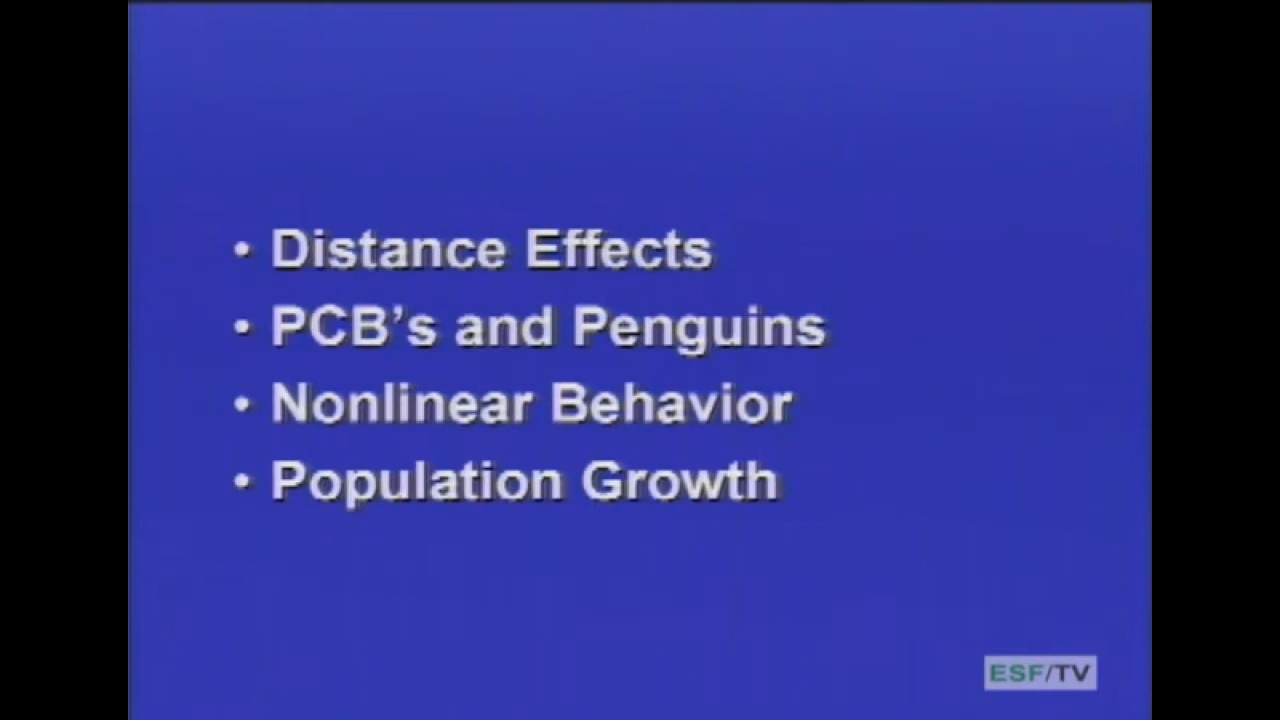 • Distance Effects
• PCB’s and Penguins
• Nonlinear Behavior
• Population Growth
ESF/TV